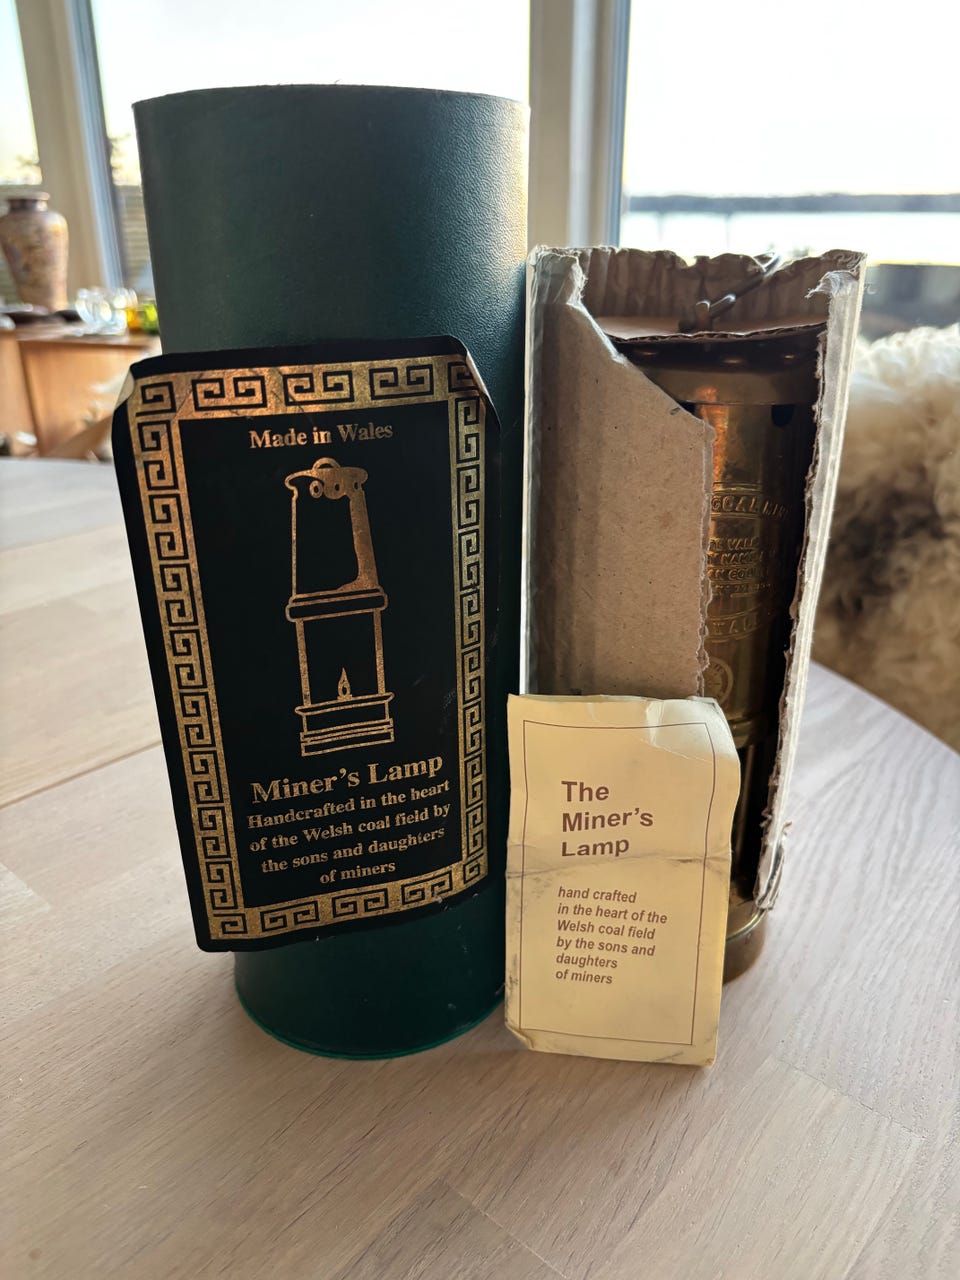 Made in Wales
Miner's Lamp
Handcrafted in the heart
of the Welsh coal field by
the sons and daughters
of miners
The
Miner's
Lamp
hand crafted
in the heart of the
Welsh coal field
by the sons and
daughters
of miners